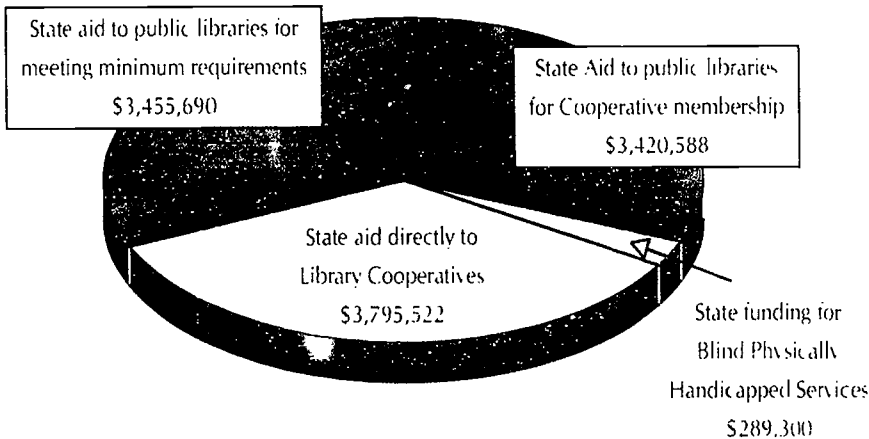 State aid to public libraries for
meeting minimum requirements
$3,455,690
State Aid to public libraries
for Cooperative membership
$3,420,588
State aid directly to
Library Cooperatives
$3,795,522
State funding for
Blind Physically
Handicapped Services
$289,300